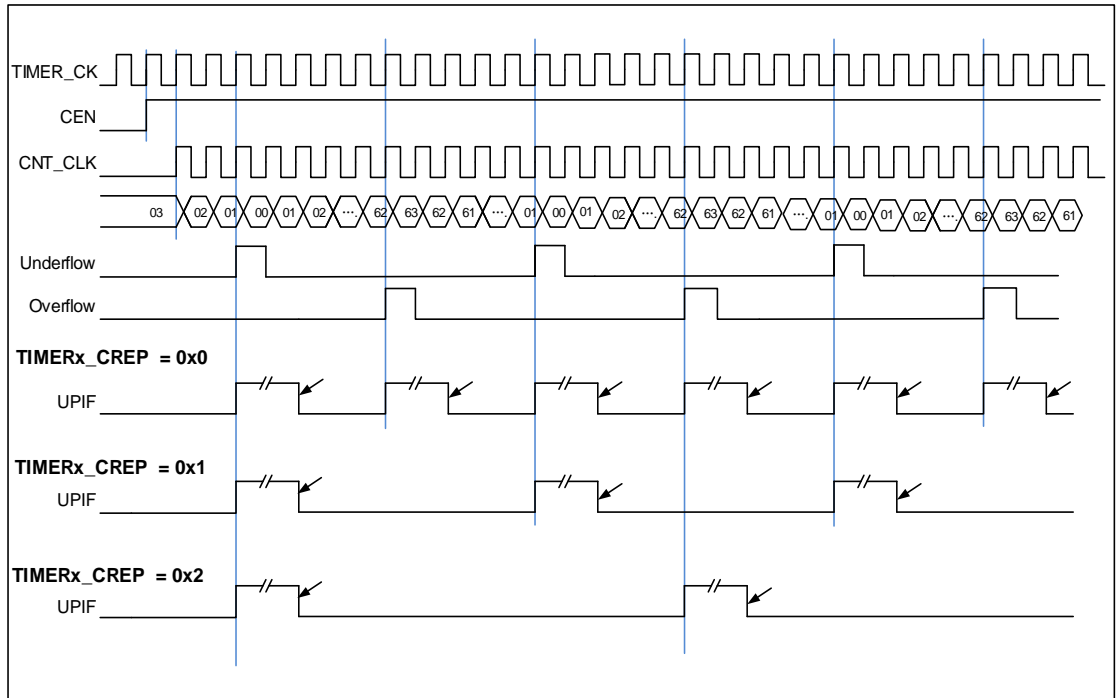 TIMER_CK
CEN
CNT_CLK
03 02 01 00 01 02 .... 62 63 62 61 .... 01 00 01 02 .... 62 63 62 61 .... 01 00 01 02 .... 62 63 62 61
Underflow
Overflow
TIMERx_CREP = 0x0
UPIF
TIMERx_CREP = 0x1
UPIF
TIMERx_CREP = 0x2
UPIF